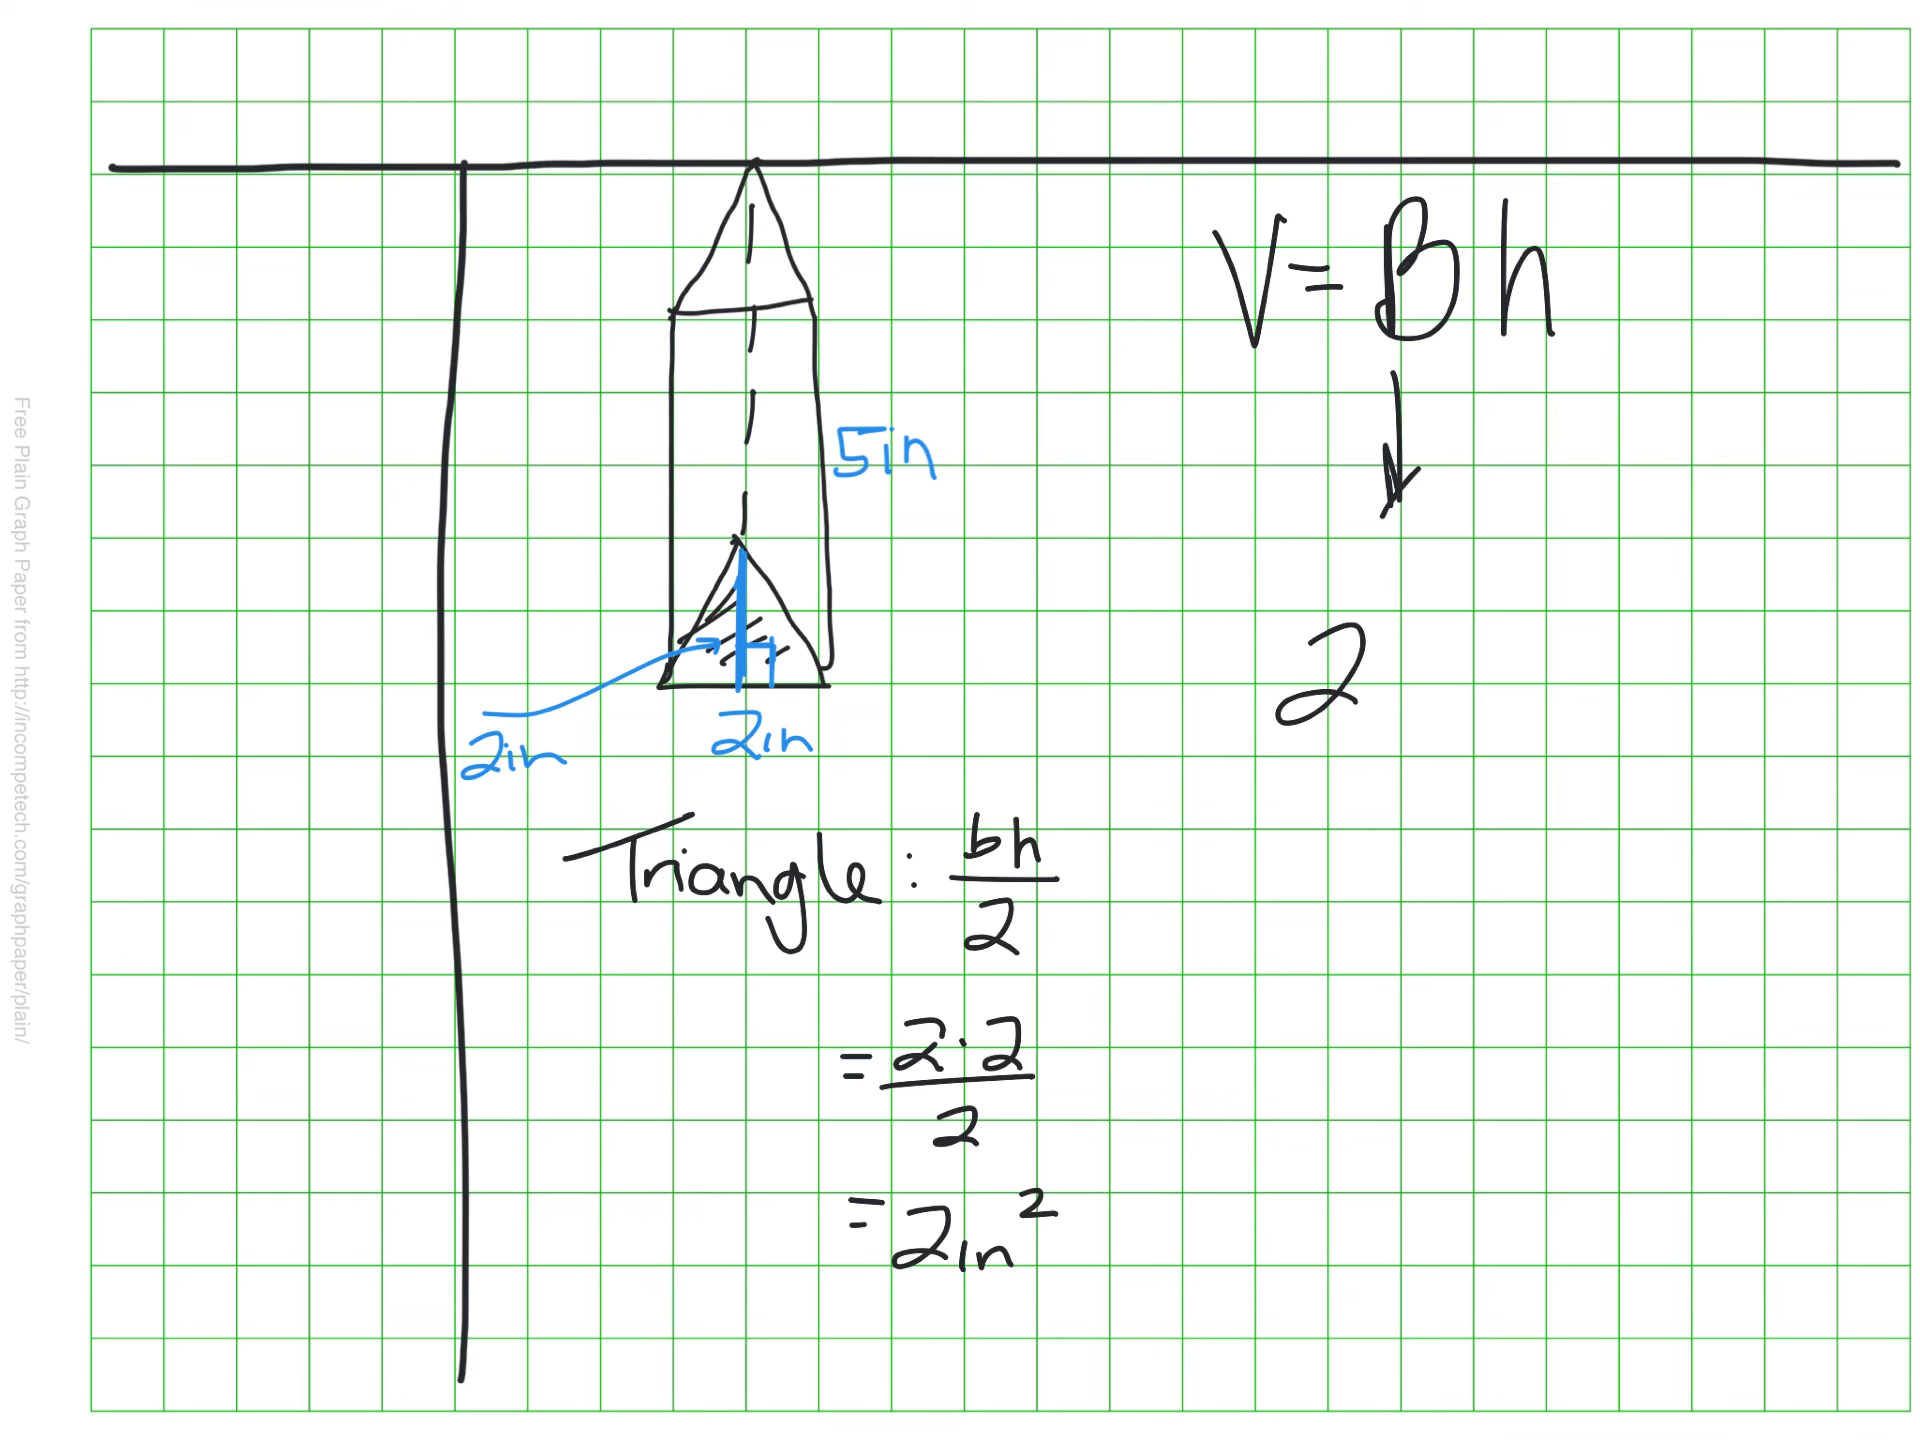 V = Bh
5in
2
2in
2in
Triangle : bh/2
= 2·2/2
= 2in²
Free Plain Graph Paper from http://incompetech.com/graphpaper/plain/